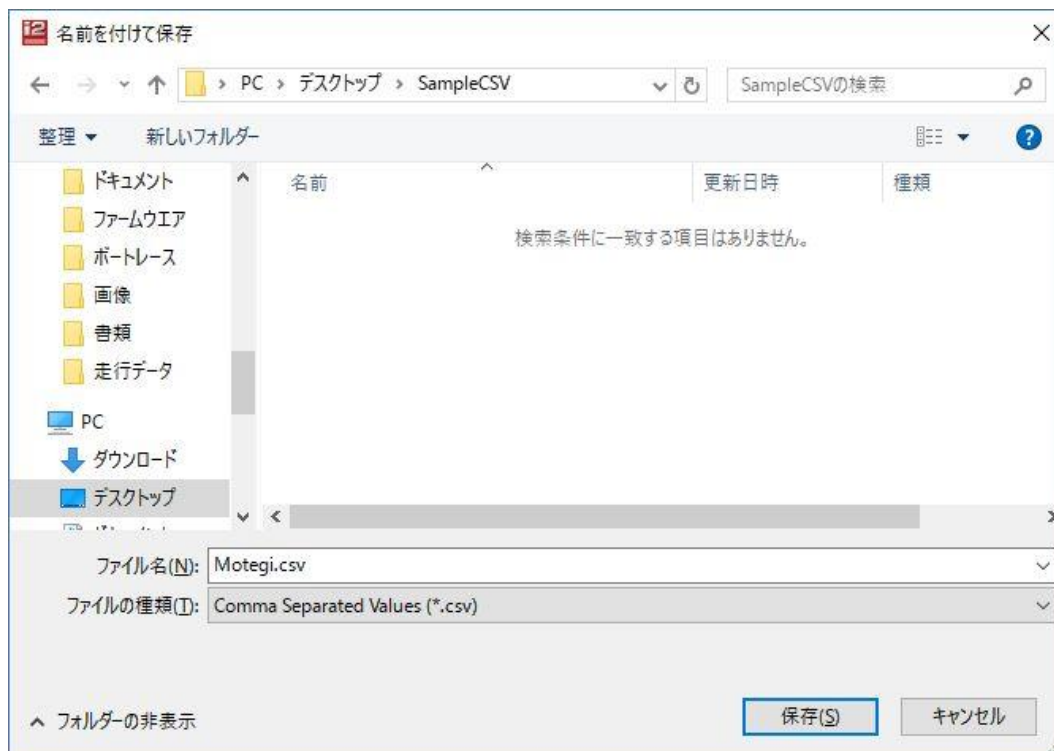 i2 名前を付けて保存
PC › デスクトップ › SampleCSV SampleCSVの検索
整理 新しいフォルダー ?
ドキュメント 名前 更新日時 種類
ファームウエア 検索条件に一致する項目はありません。
ボートレース
画像
書類
走行データ
PC
ダウンロード
デスクトップ
ファイル名(N): Motegi.csv
ファイルの種類(T): Comma Separated Values (*.csv)
フォルダーの非表示 保存(S) キャンセル